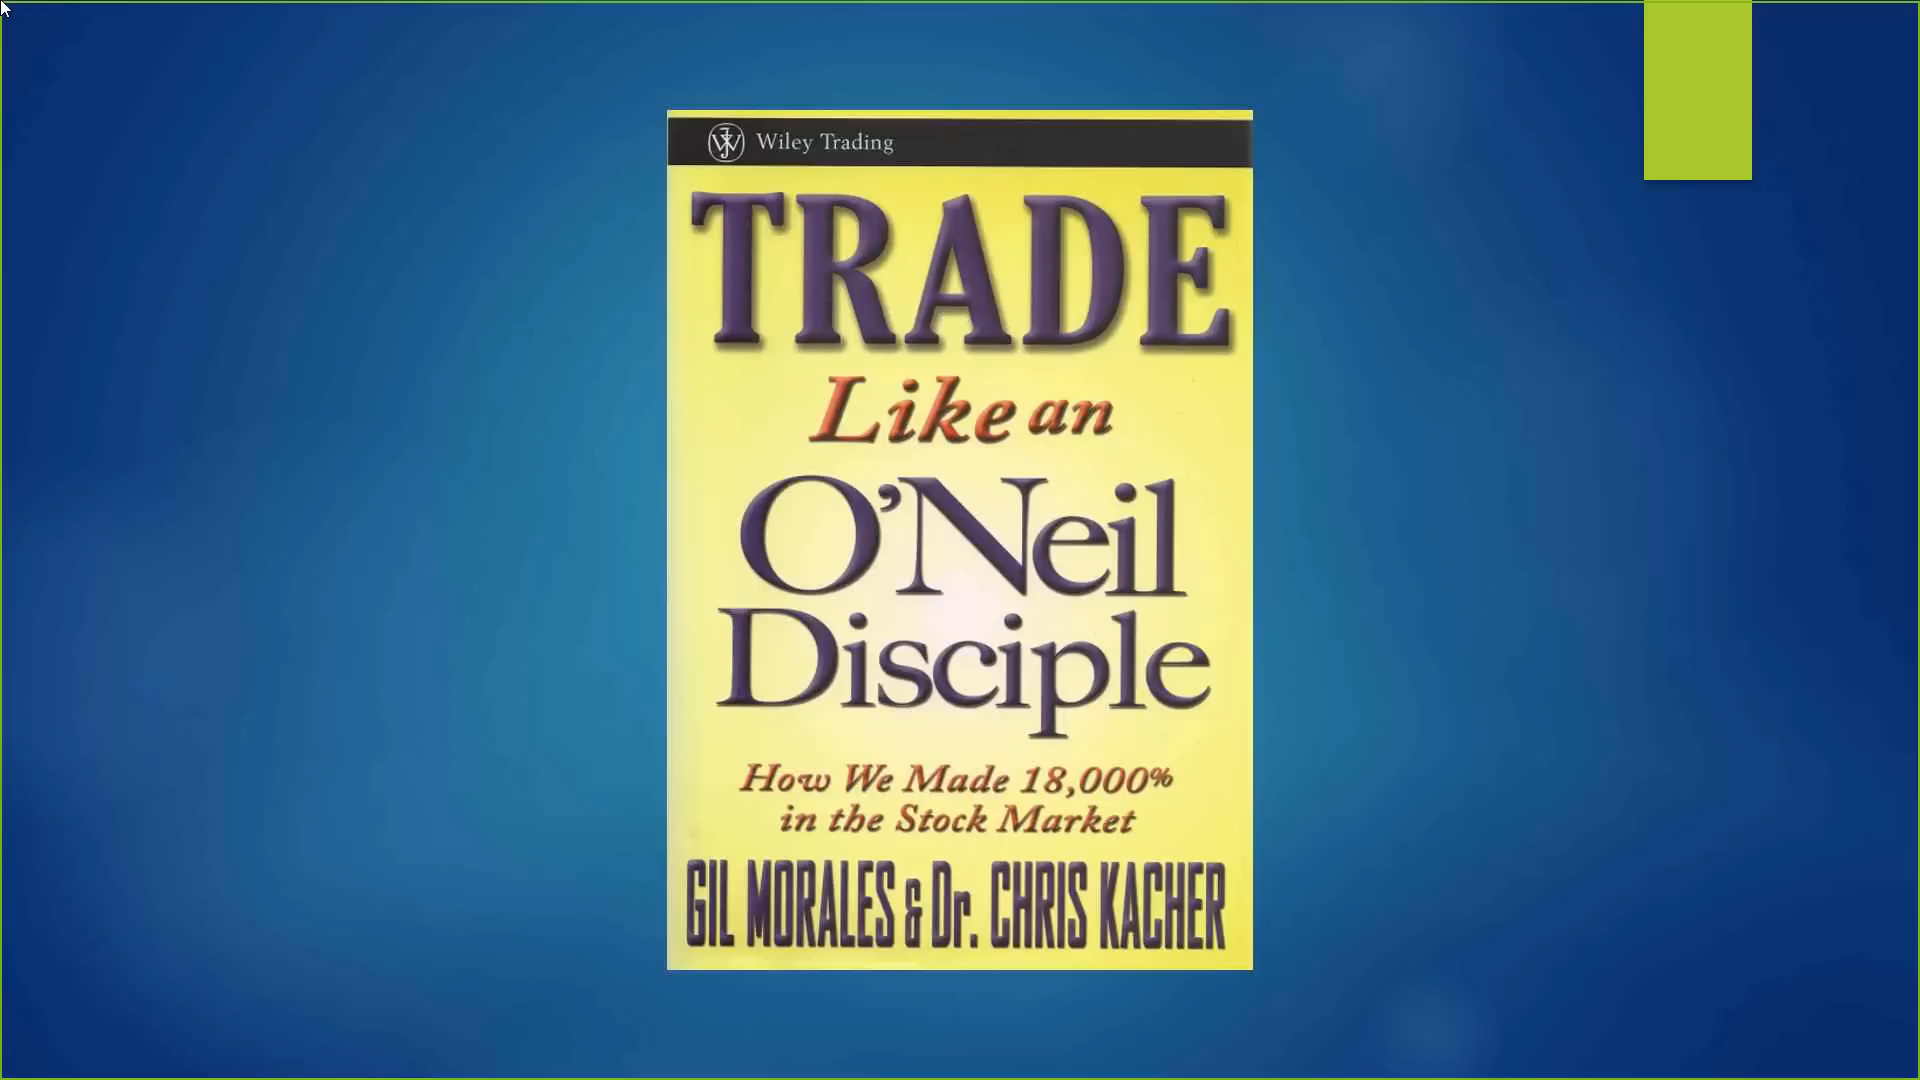 Wiley Trading
TRADE
Like an
O'Neil
Disciple
How We Made 18,000%
in the Stock Market
GIL MORALES & Dr. CHRIS KACHER